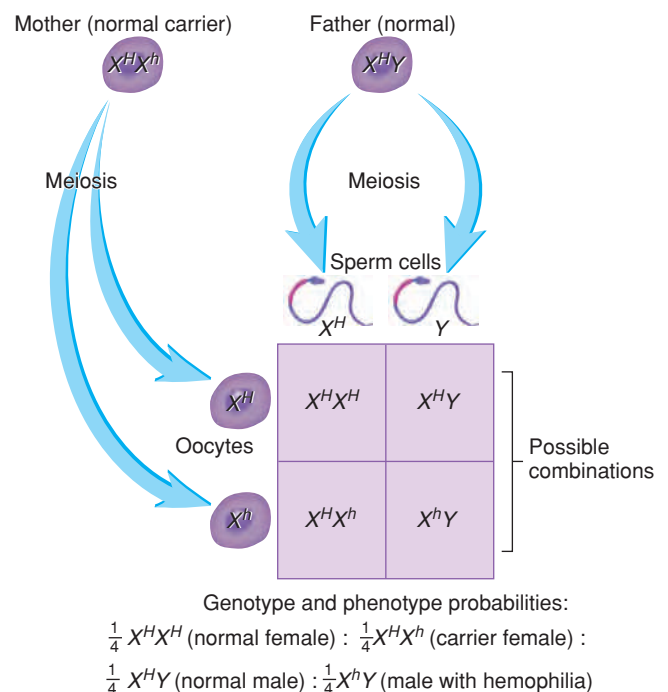 Mother (normal carrier)
Father (normal)
X^H X^h
X^H Y
Meiosis
Meiosis
Sperm cells
X^H
Y
X^H
X^H X^H
X^H Y
Oocytes
Possible
combinations
X^h
X^H X^h
X^h Y
Genotype and phenotype probabilities:
1/4 X^H X^H (normal female) : 1/4 X^H X^h (carrier female) :
1/4 X^H Y (normal male) : 1/4 X^h Y (male with hemophilia)